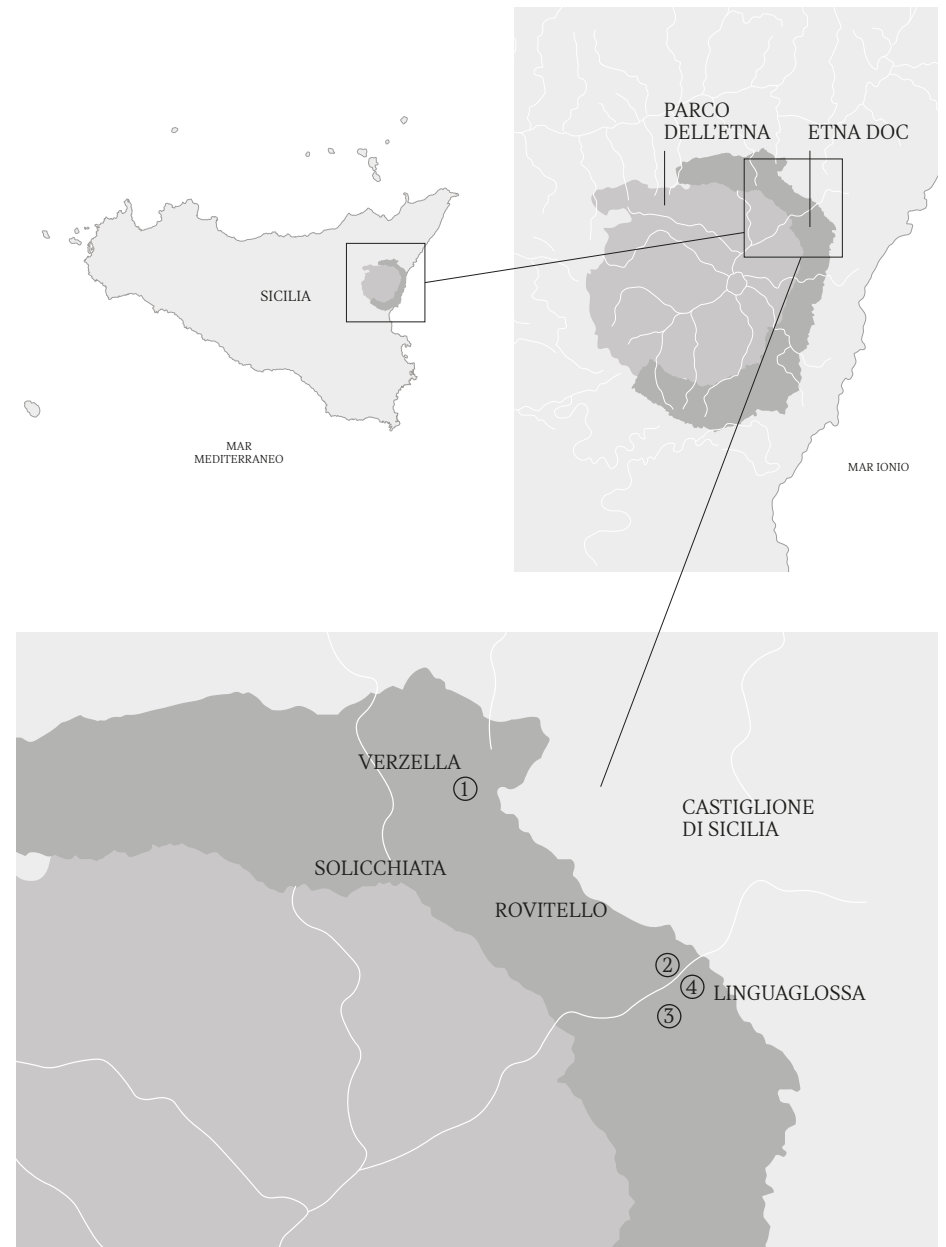 PARCO
DELL'ETNA
ETNA DOC
SICILIA
MAR
MEDITERRANEO
MAR IONIO
VERZELLA
1
CASTIGLIONE
DI SICILIA
SOLICCHIATA
ROVITELLO
2
4
LINGUAGLOSSA
3